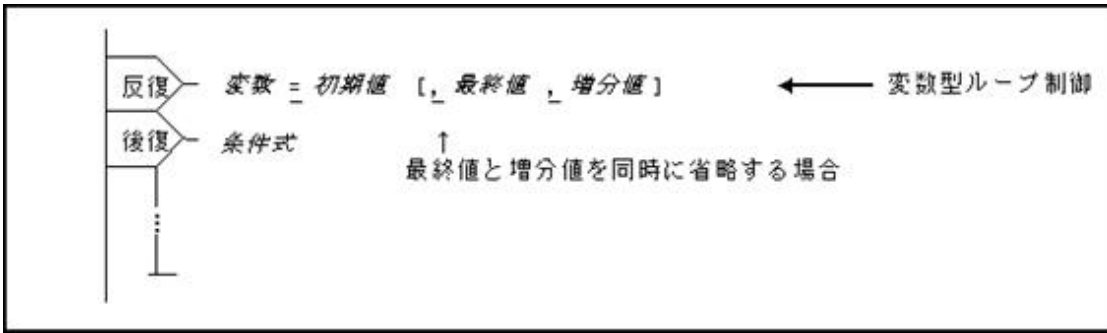 反復 変数 = 初期値 [, 最終値 , 増分値] ← 変数型ループ制御
後復 条件式 ↑
最終値と増分値を同時に省略する場合
⋮